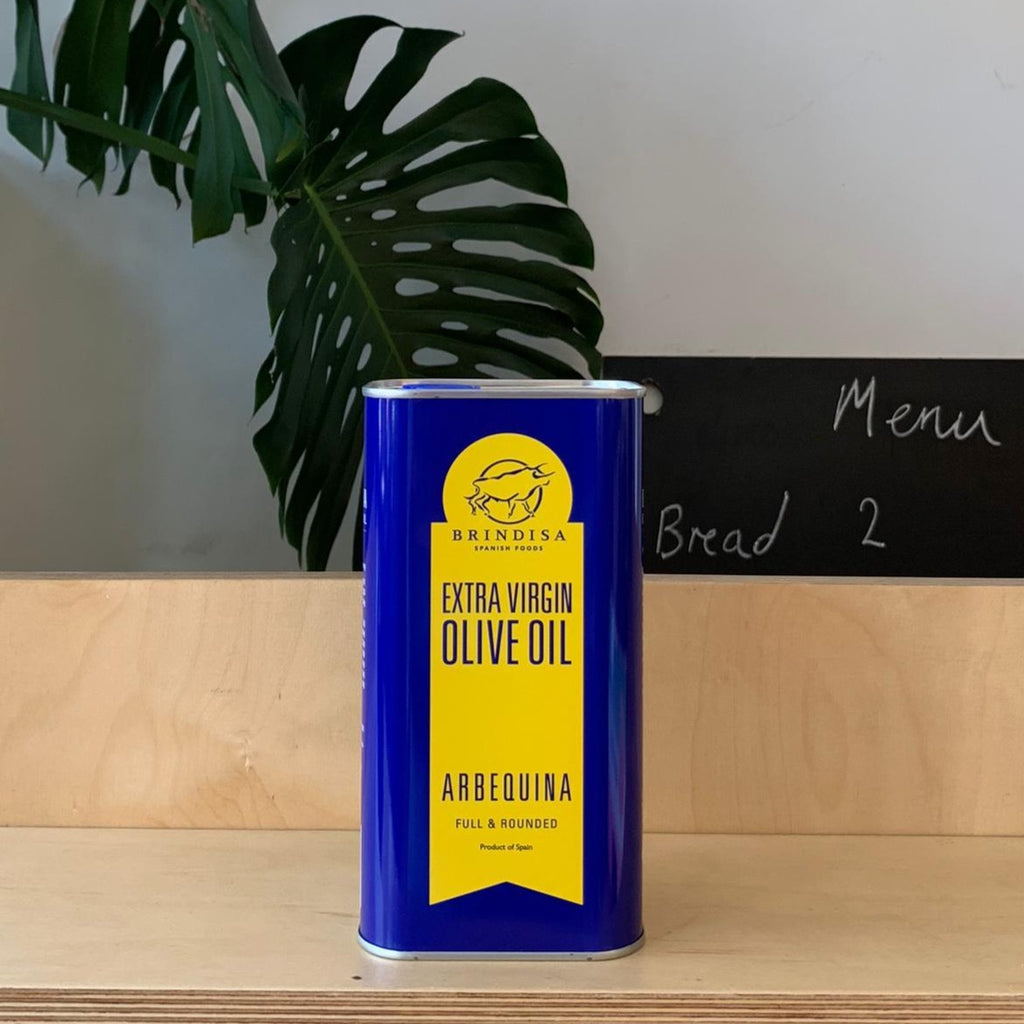 BRINDISA
SPANISH FOODS
EXTRA VIRGIN
OLIVE OIL
ARBEQUINA
FULL & ROUNDED
Product of Spain
Menu
Bread 2